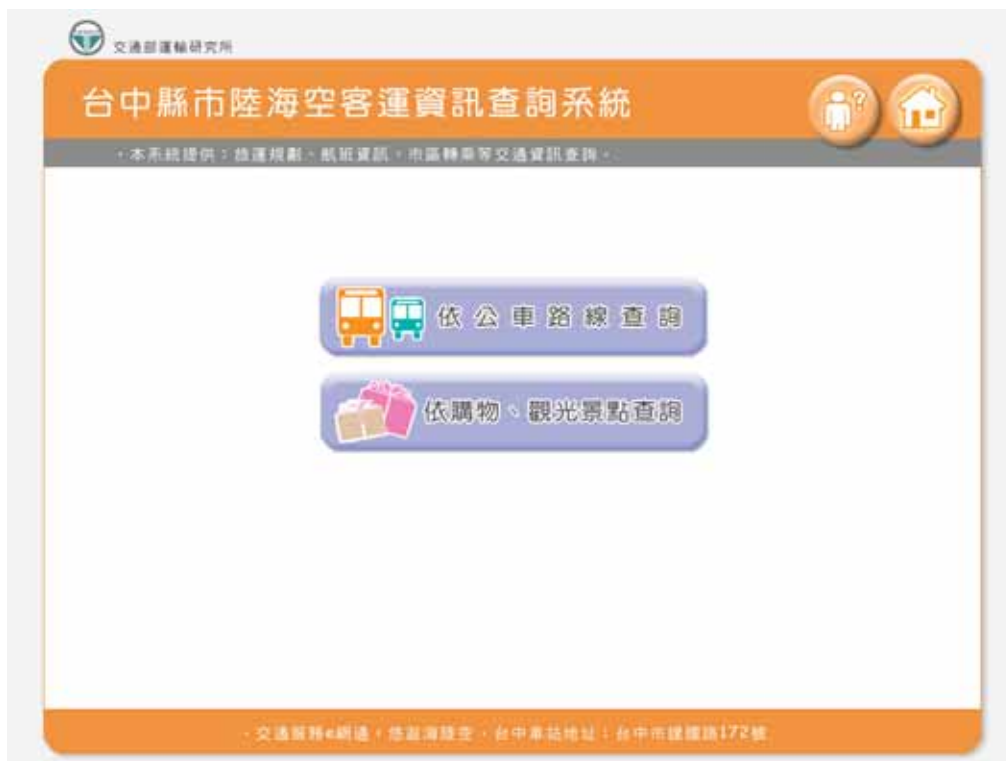 交通部運輸研究所
台中縣市陸海空客運資訊查詢系統
・本系統提供：旅運規劃、航班資訊、市區轉乘等交通資訊查詢。
?
依公車路線查詢
依購物、觀光景點查詢
・交通服務e網通，悠遊海陸空・台中車站地址：台中市建國路172號